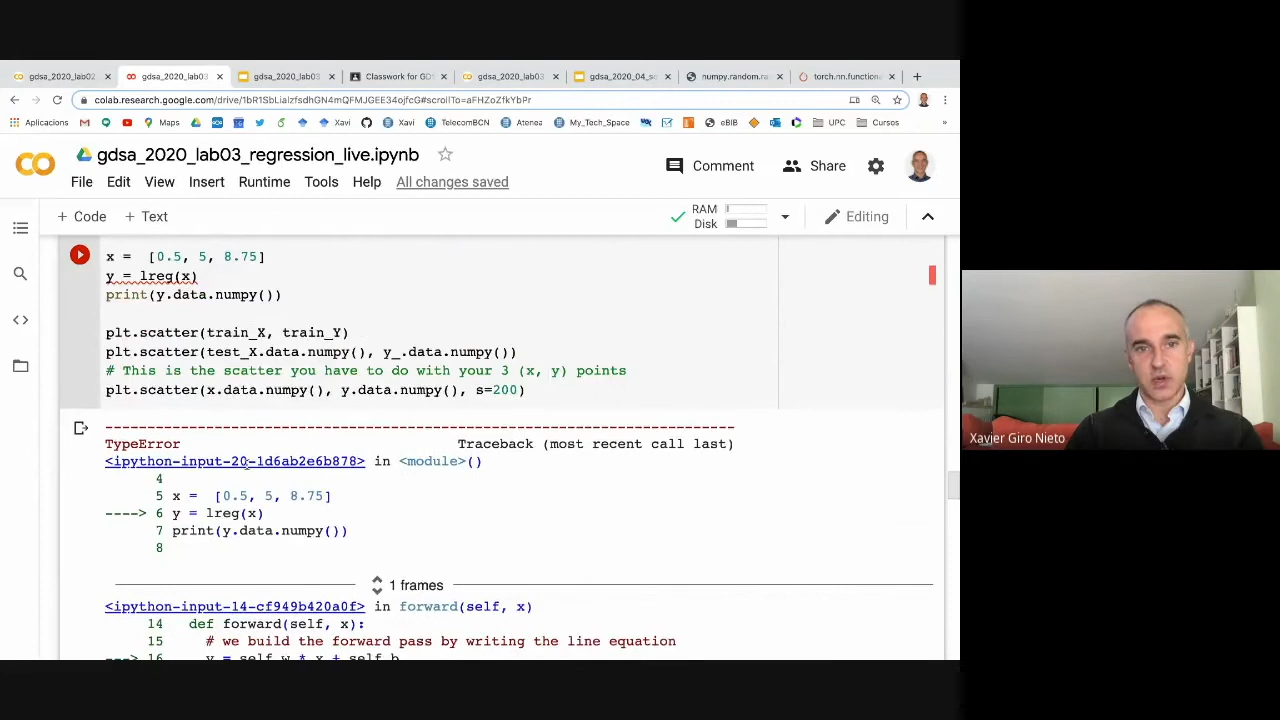 gdsa_2020_lab02
gdsa_2020_lab03
gdsa_2020_lab03
Classwork for GDS
gdsa_2020_lab03
gdsa_2020_04_s
numpy.random.ra
torch.nn.functiona
colab.research.google.com/drive/1bR1SbLialzfsdhGN4mQFMJGEE34ojfcG#scrollTo=aFHZoZfkYbPr
Aplicacions
Maps
Xavi
Xavi
TelecomBCN
Atenea
My_Tech_Space
eBIB
UPC
Cursos
»
gdsa_2020_lab03_regression_live.ipynb
Comment
Share
File Edit View Insert Runtime Tools Help All changes saved
+ Code + Text
RAM
Disk
Editing
x =  [0.5, 5, 8.75]
y = lreg(x)
print(y.data.numpy())
plt.scatter(train_X, train_Y)
plt.scatter(test_X.data.numpy(), y_.data.numpy())
# This is the scatter you have to do with your 3 (x, y) points
plt.scatter(x.data.numpy(), y.data.numpy(), s=200)
---------------------------------------------------------------------------
TypeError Traceback (most recent call last)
<ipython-input-20-1d6ab2e6b878> in <module>()
4
5 x =  [0.5, 5, 8.75]
----> 6 y = lreg(x)
7 print(y.data.numpy())
8
1 frames
<ipython-input-14-cf949b420a0f> in forward(self, x)
14 def forward(self, x):
15 # we build the forward pass by writing the line equation
---> 16 y = self.w * x + self.b
Xavier Giro Nieto